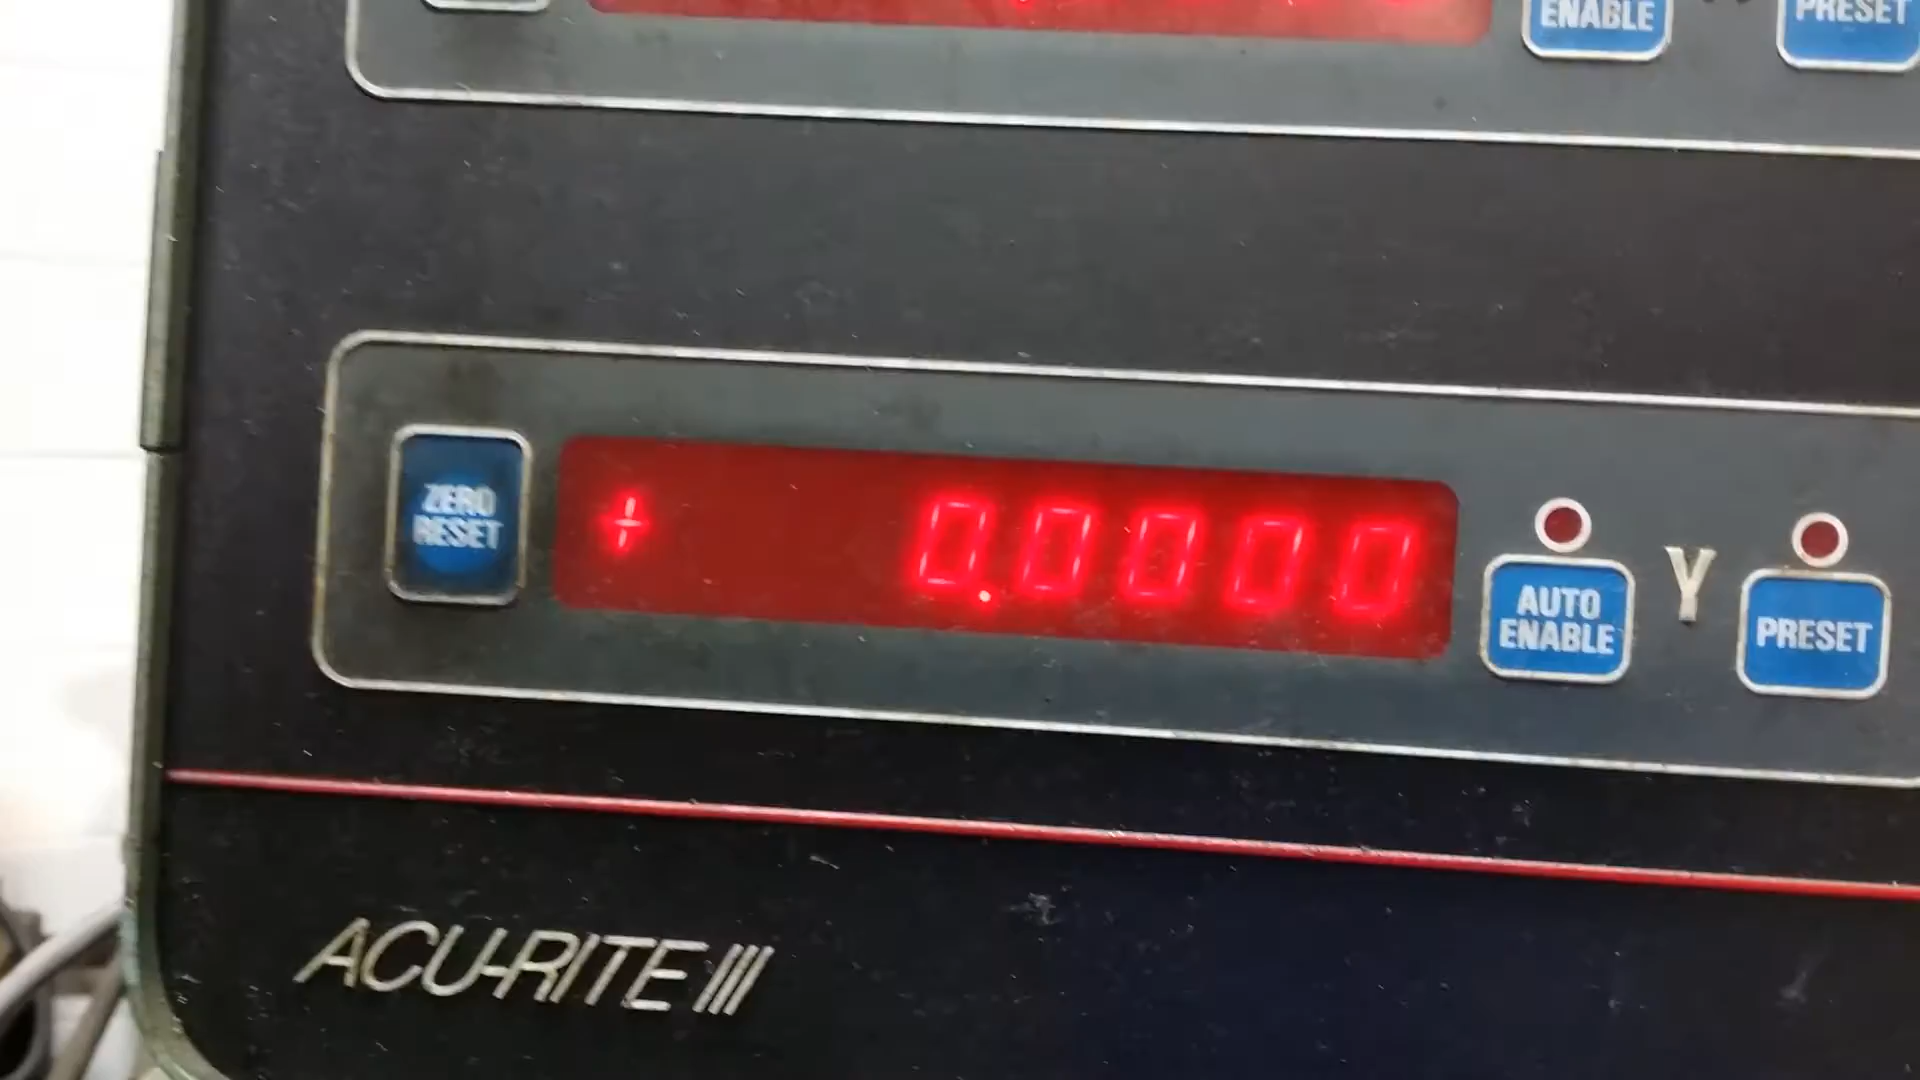 ENABLE
PRESET
ZERO
RESET
+ 0.0000
AUTO
ENABLE
Y
PRESET
ACU-RITE III